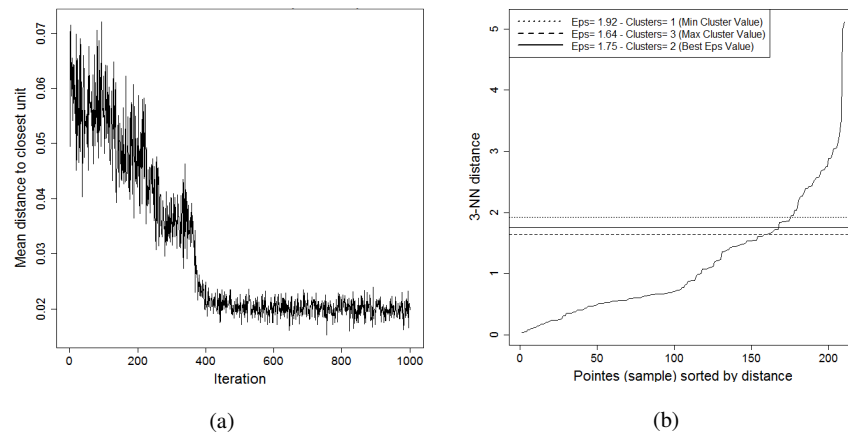 0.07
0.06
0.05
0.04
0.03
0.02
Mean distance to closest unit
0 200 400 600 800 1000
Iteration
(a)
Eps= 1.92 - Clusters= 1 (Min Cluster Value)
Eps= 1.64 - Clusters= 3 (Max Cluster Value)
Eps= 1.75 - Clusters= 2 (Best Eps Value)
5
4
3
2
1
0
3-NN distance
0 50 100 150 200
Pointes (sample) sorted by distance
(b)